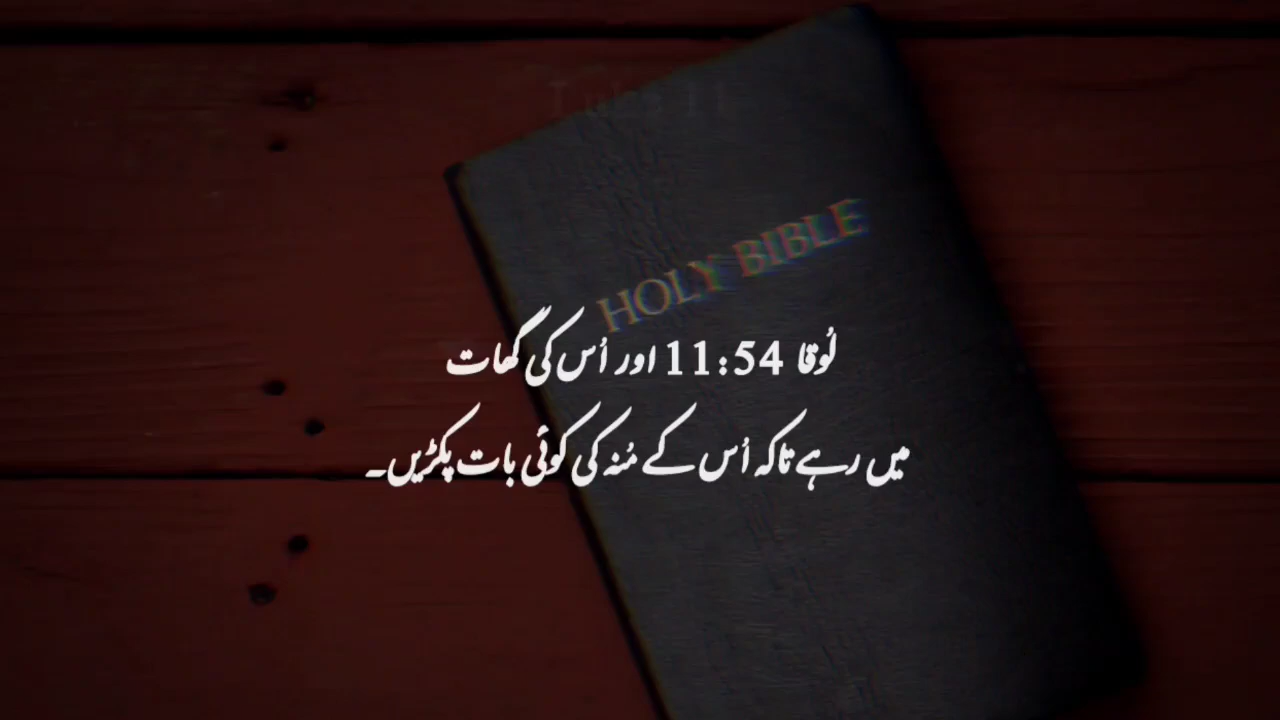 HOLY BIBLE
لُوقا 11:54 اور اُس کی گھات
میں رہے تاکہ اُس کے مُنہ کی کوئی بات پکڑیں۔